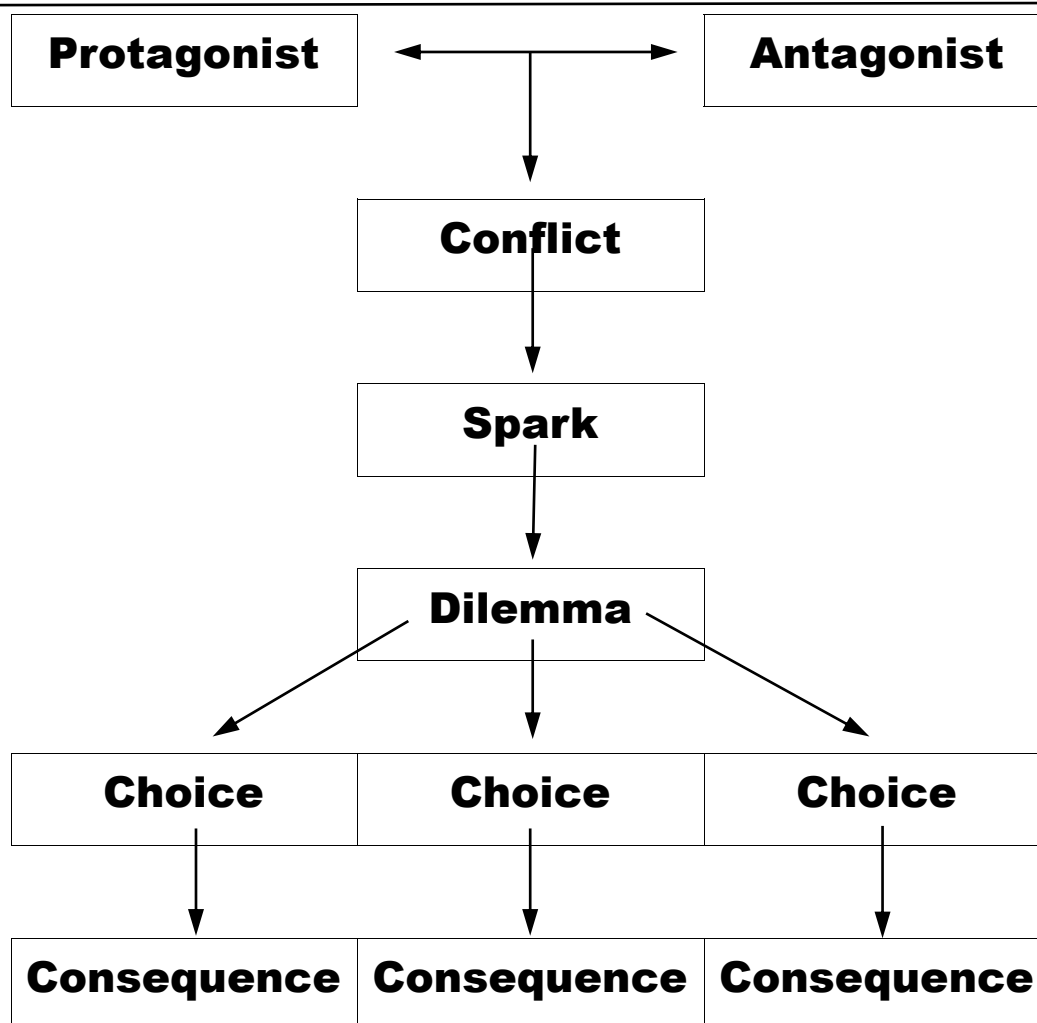 Protagonist Antagonist
Conflict
Spark
Dilemma
Choice Choice Choice
Consequence Consequence Consequence